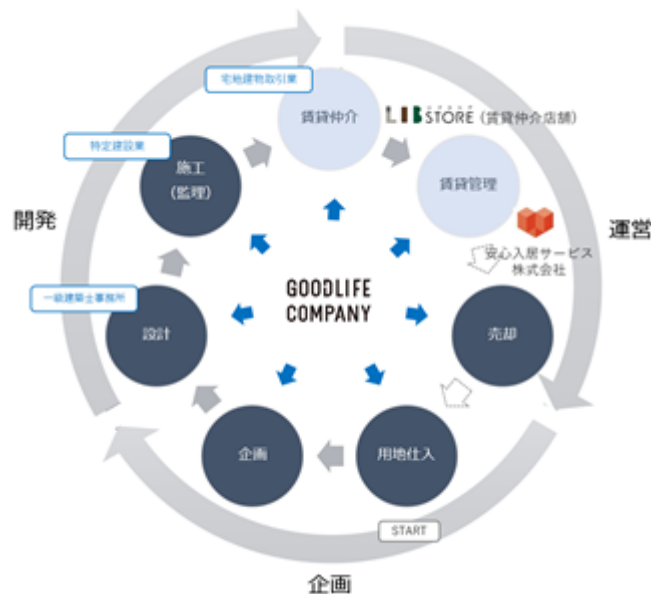 宅地建物取引業
賃貸仲介
LIBSTORE (賃貸仲介店舗)
特定建設業
施工
(監理)
賃貸管理
開発
運営
安心入居サービス
株式会社
一級建築士事務所
GOODLIFE
COMPANY
設計
売却
企画
用地仕入
START
企画